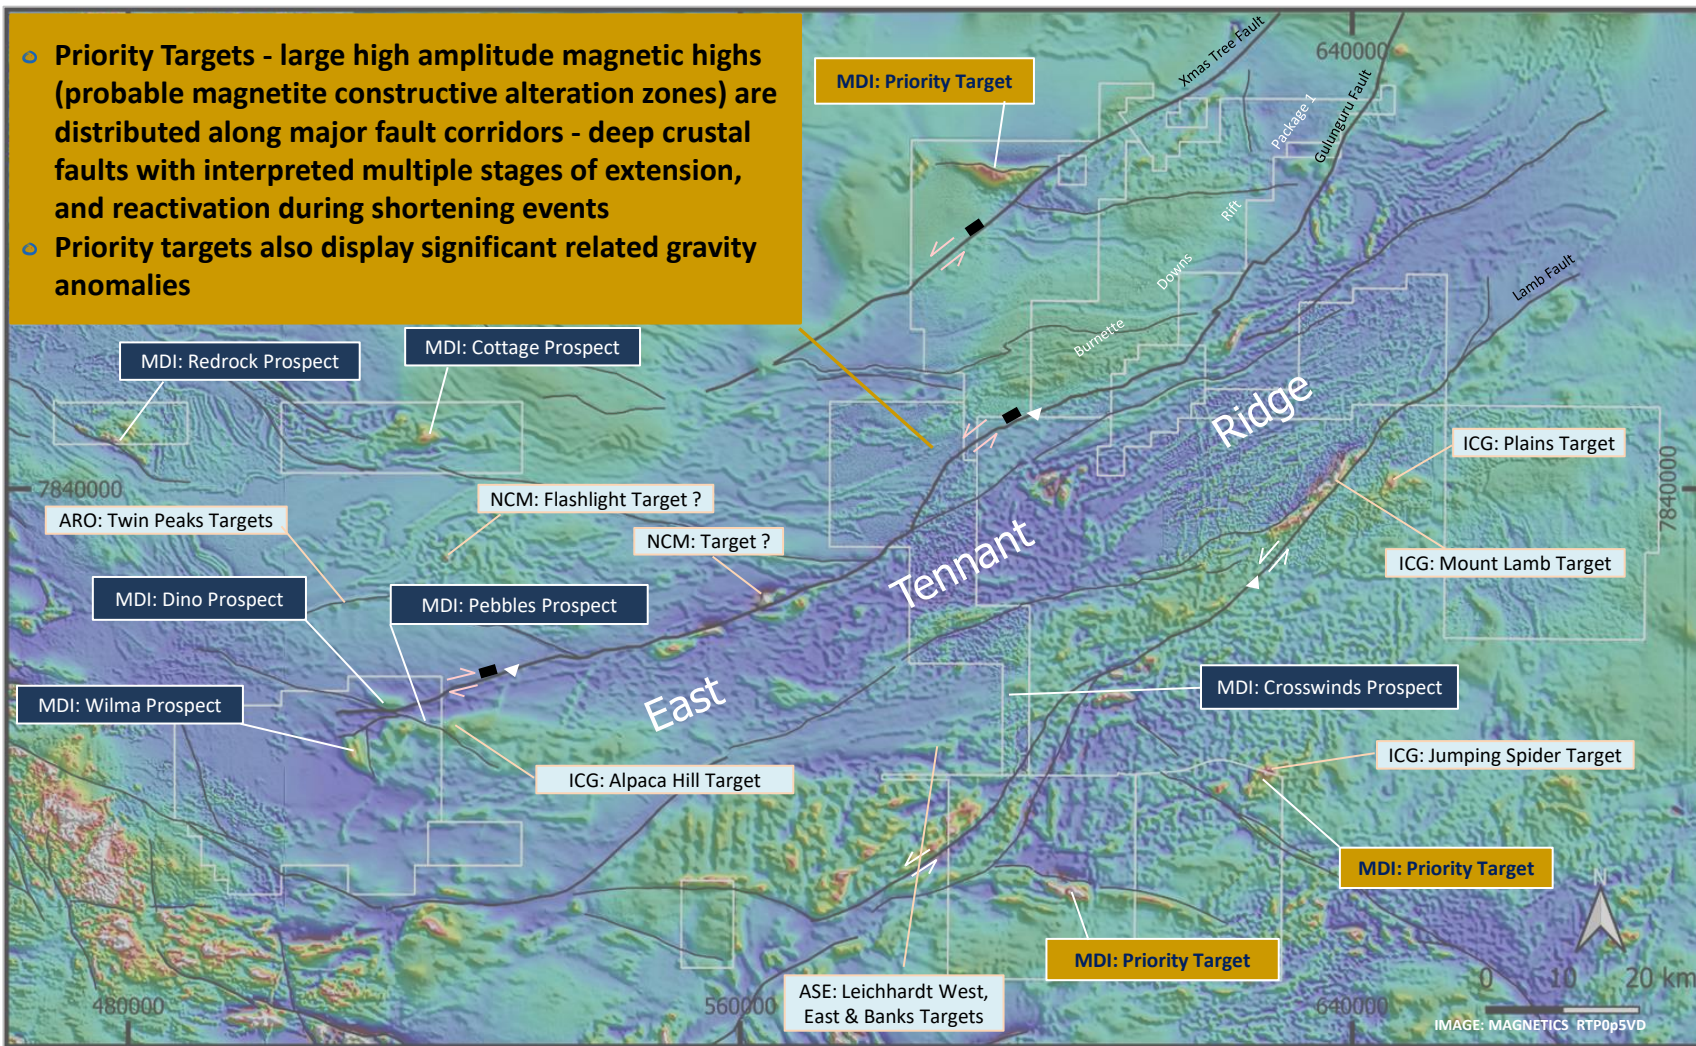 Priority Targets - large high amplitude magnetic highs
(probable magnetite constructive alteration zones) are
distributed along major fault corridors - deep crustal
faults with interpreted multiple stages of extension,
and reactivation during shortening events
Priority targets also display significant related gravity
anomalies
MDI: Priority Target
Xmas Tree Fault
640000
Package 1
Gulunguru Fault
Rift
Downs
Burnette
Lamb Fault
MDI: Redrock Prospect
MDI: Cottage Prospect
Ridge
ICG: Plains Target
7840000
7840000
NCM: Flashlight Target ?
ARO: Twin Peaks Targets
NCM: Target ?
Tennant
ICG: Mount Lamb Target
MDI: Dino Prospect
MDI: Pebbles Prospect
MDI: Crosswinds Prospect
MDI: Wilma Prospect
East
ICG: Jumping Spider Target
ICG: Alpaca Hill Target
MDI: Priority Target
N
MDI: Priority Target
0 10 20 km
ASE: Leichhardt West,
East & Banks Targets
480000
560000
640000
IMAGE: MAGNETICS RTP0p5VD